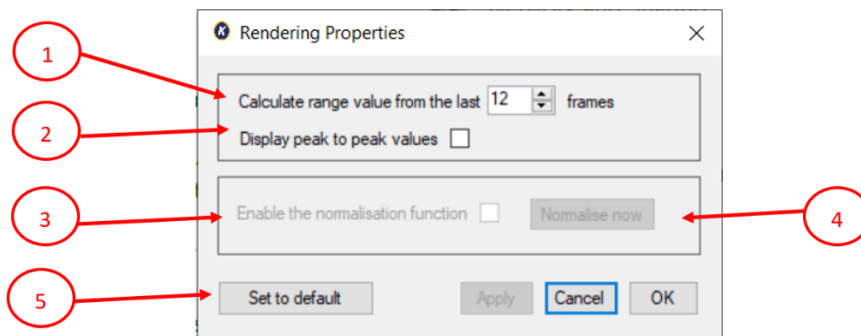 Rendering Properties
1
Calculate range value from the last 12 frames
2
Display peak to peak values
3
Enable the normalisation function Normalise now
4
5
Set to default Apply Cancel OK